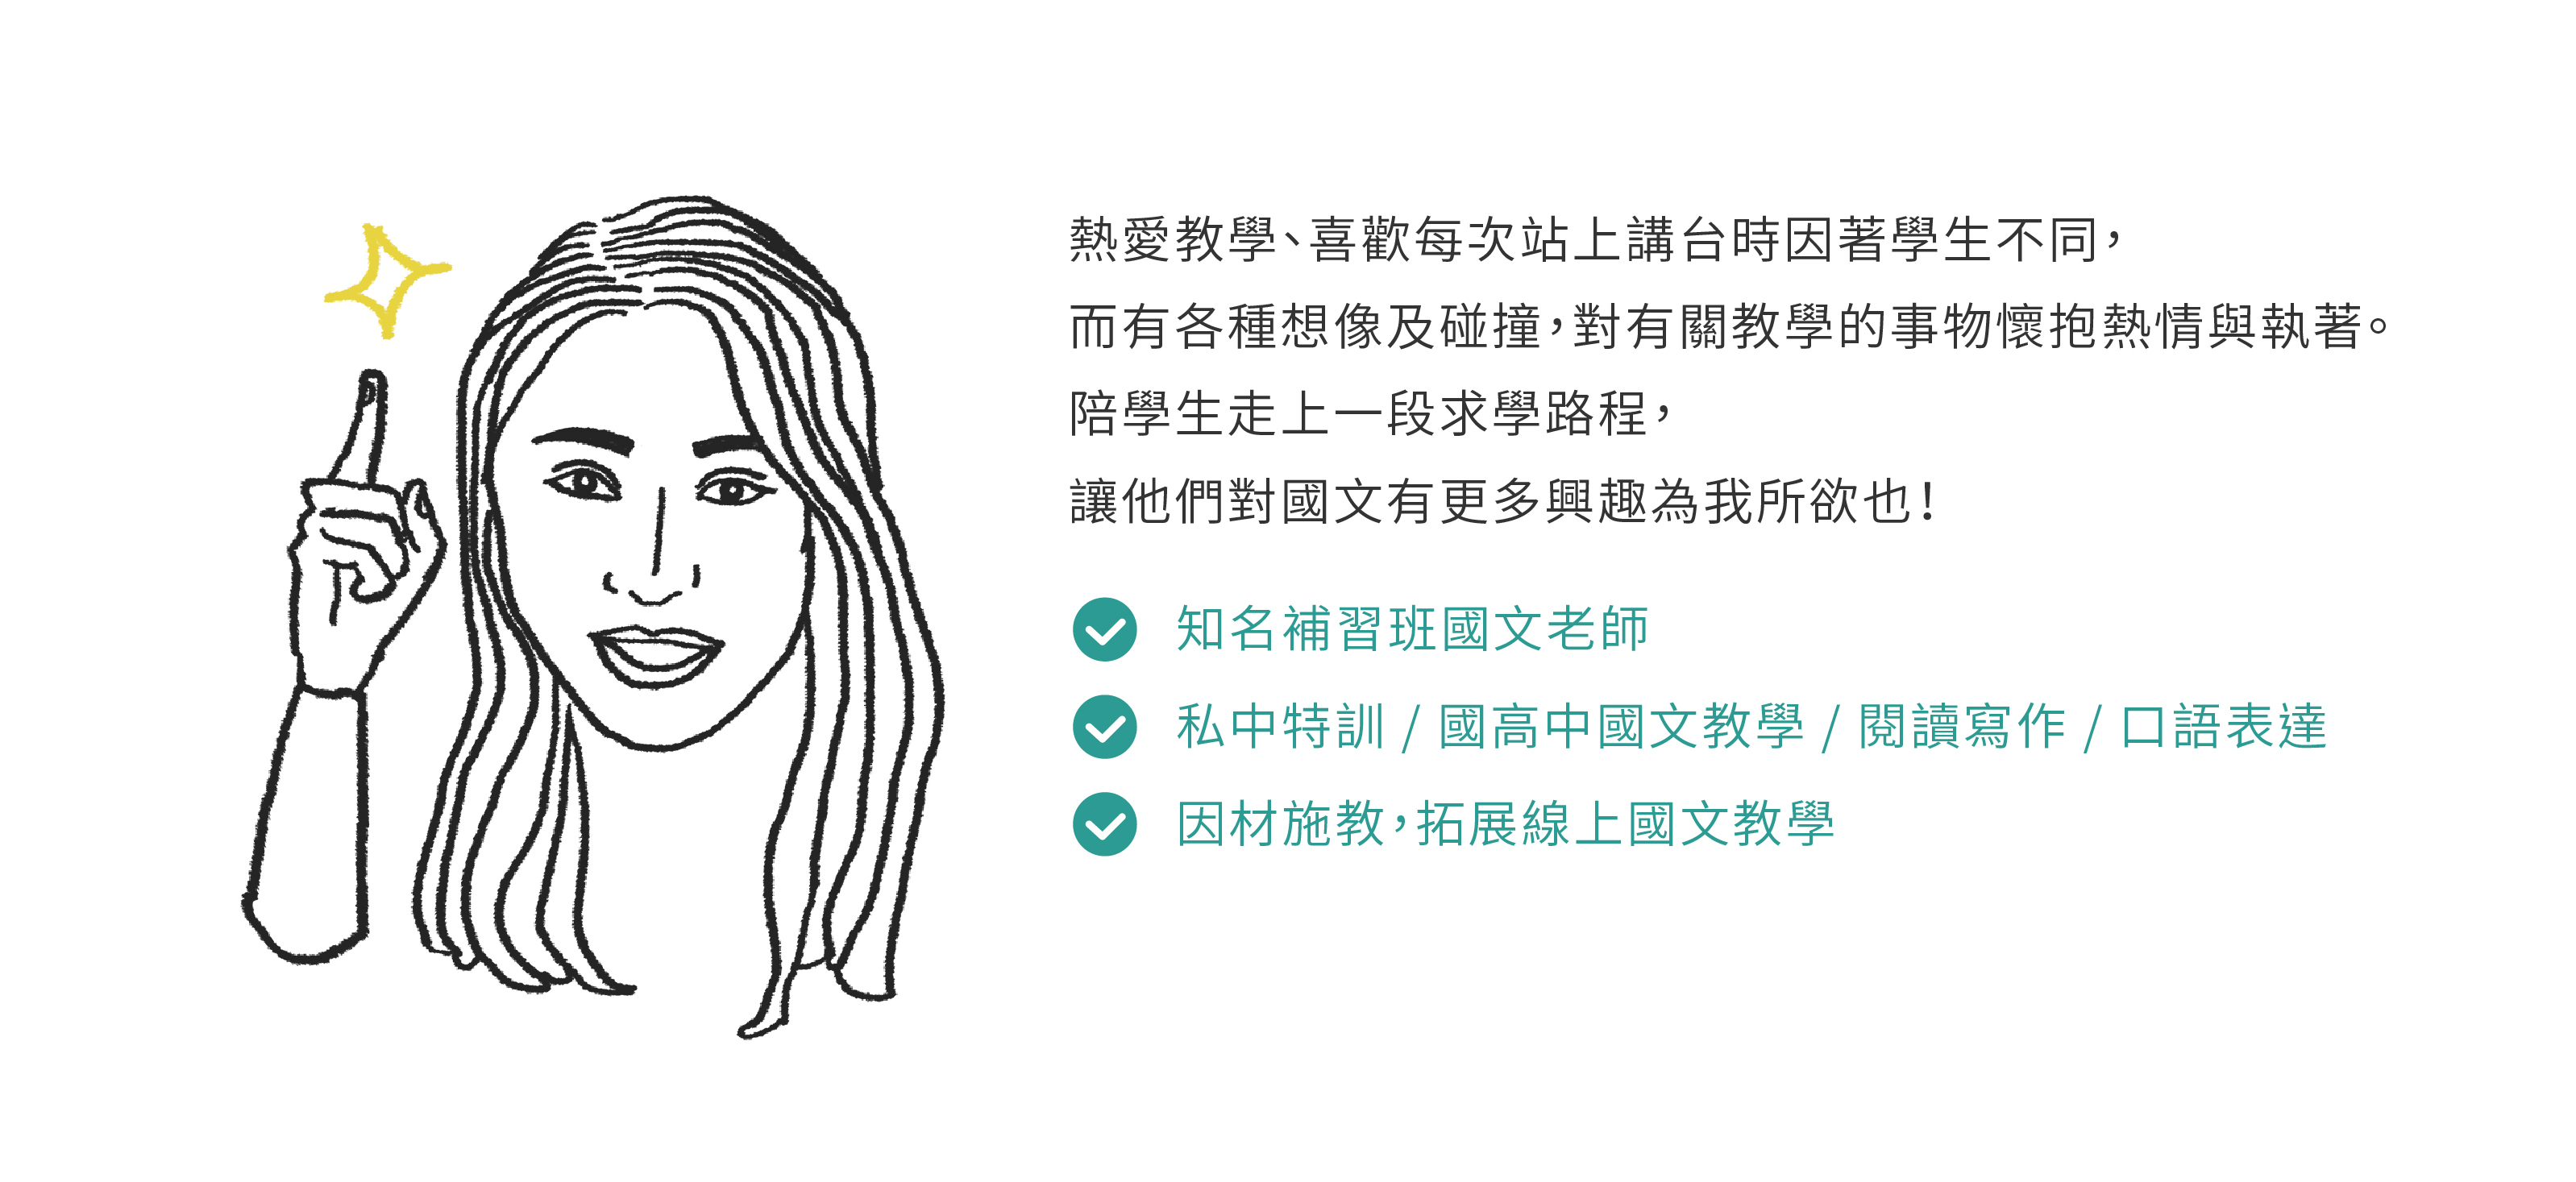 熱愛教學、喜歡每次站上講台時因著學生不同，
而有各種想像及碰撞，對有關教學的事物懷抱熱情與執著。
陪學生走上一段求學路程，
讓他們對國文有更多興趣為我所欲也！
知名補習班國文老師
私中特訓 / 國高中國文教學 / 閱讀寫作 / 口語表達
因材施教，拓展線上國文教學